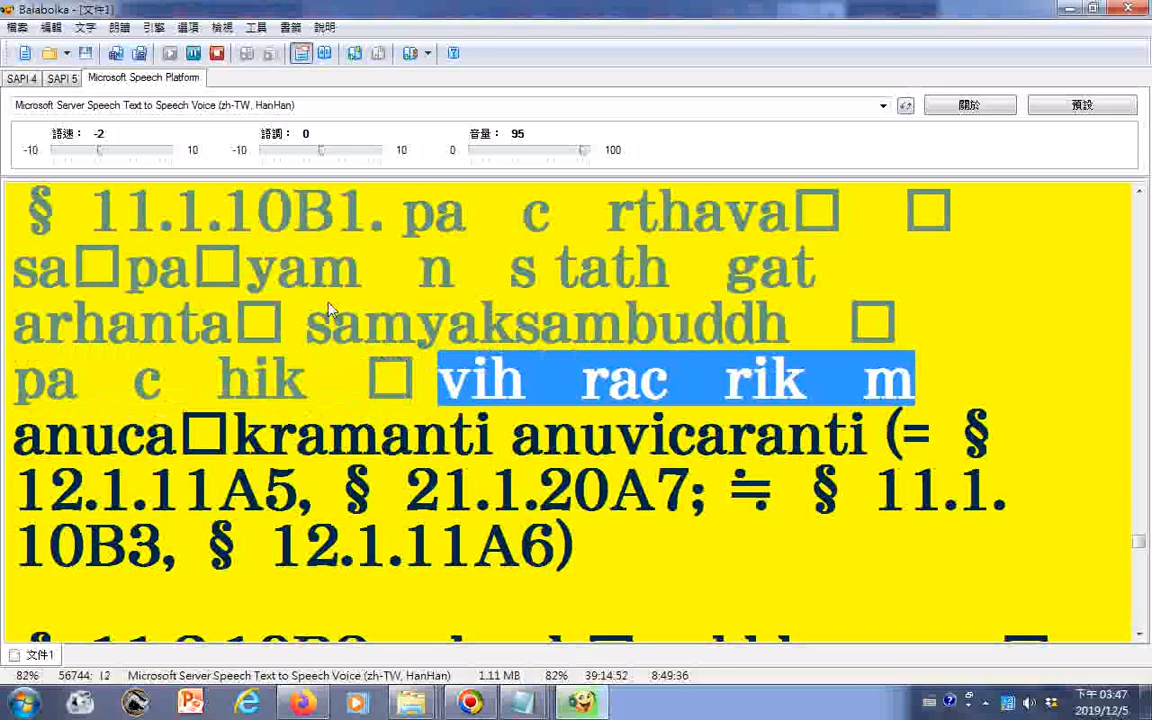 Balabolka - [文件1]
檔案 編輯 文字 朗讀 引擎 選項 檢視 工具 書籤 說明
SAPI 4 SAPI 5 Microsoft Speech Platform
Microsoft Server Speech Text to Speech Voice (zh-TW, HanHan) 關於 預設
語速： -2 語調： 0 音量： 95
-10 10 -10 10 0 100
§ 11.1.10B1. pa c rthava□ □
sa□pa□yam n s tath gat
arhanta□ samyaksambuddh □
pa c hik □ vih rac rik m
anuca□kramanti anuvicaranti (= §
12.1.11A5, § 21.1.20A7; ≒ § 11.1.
10B3, § 12.1.11A6)
文件1
82% 56744: 12 Microsoft Server Speech Text to Speech Voice (zh-TW, HanHan) 1.11 MB 82% 39:14:52 8:49:36
下午 03:47
2019/12/5